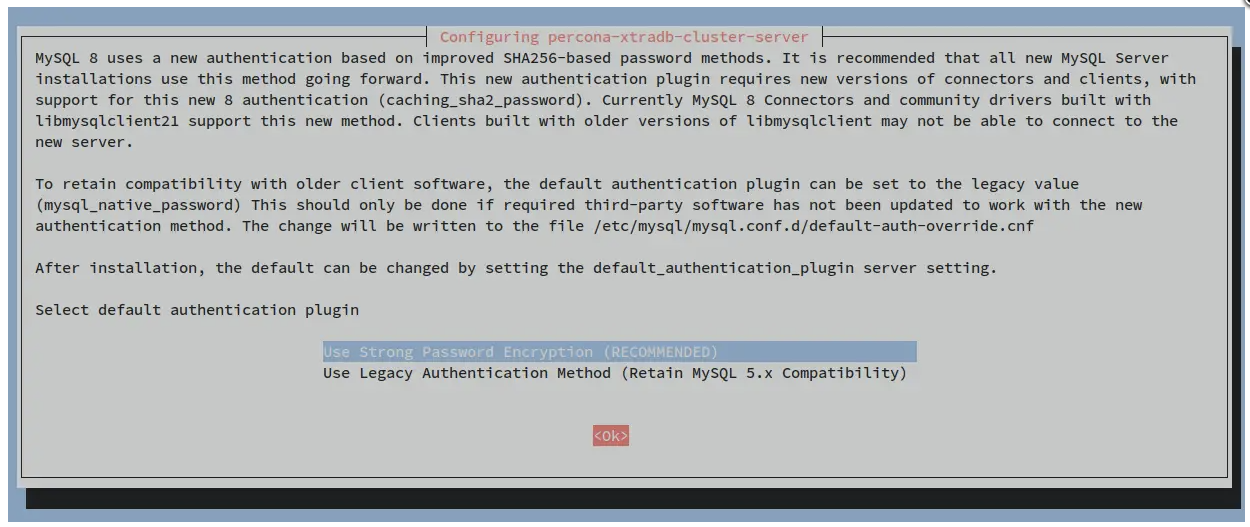 Configuring percona-xtradb-cluster-server
MySQL 8 uses a new authentication based on improved SHA256-based password methods. It is recommended that all new MySQL Server
installations use this method going forward. This new authentication plugin requires new versions of connectors and clients, with
support for this new 8 authentication (caching_sha2_password). Currently MySQL 8 Connectors and community drivers built with
libmysqlclient21 support this new method. Clients built with older versions of libmysqlclient may not be able to connect to the
new server.
To retain compatibility with older client software, the default authentication plugin can be set to the legacy value
(mysql_native_password) This should only be done if required third-party software has not been updated to work with the new
authentication method. The change will be written to the file /etc/mysql/mysql.conf.d/default-auth-override.cnf
After installation, the default can be changed by setting the default_authentication_plugin server setting.
Select default authentication plugin
Use Strong Password Encryption (RECOMMENDED)
Use Legacy Authentication Method (Retain MySQL 5.x Compatibility)
<Ok>